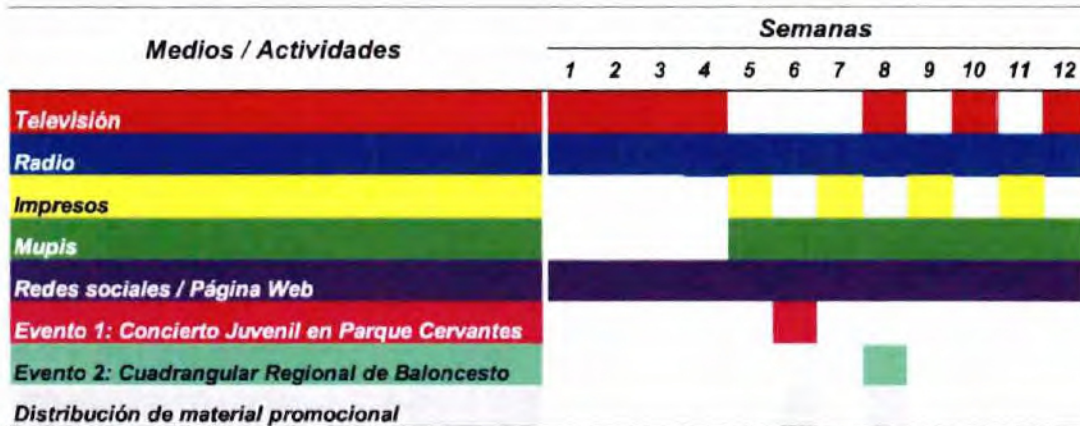 Medios / Actividades
Semanas
1 2 3 4 5 6 7 8 9 10 11 12
Televisión
Radio
Impresos
Mupis
Redes sociales / Página Web
Evento 1: Concierto Juvenil en Parque Cervantes
Evento 2: Cuadrangular Regional de Baloncesto
Distribución de material promocional